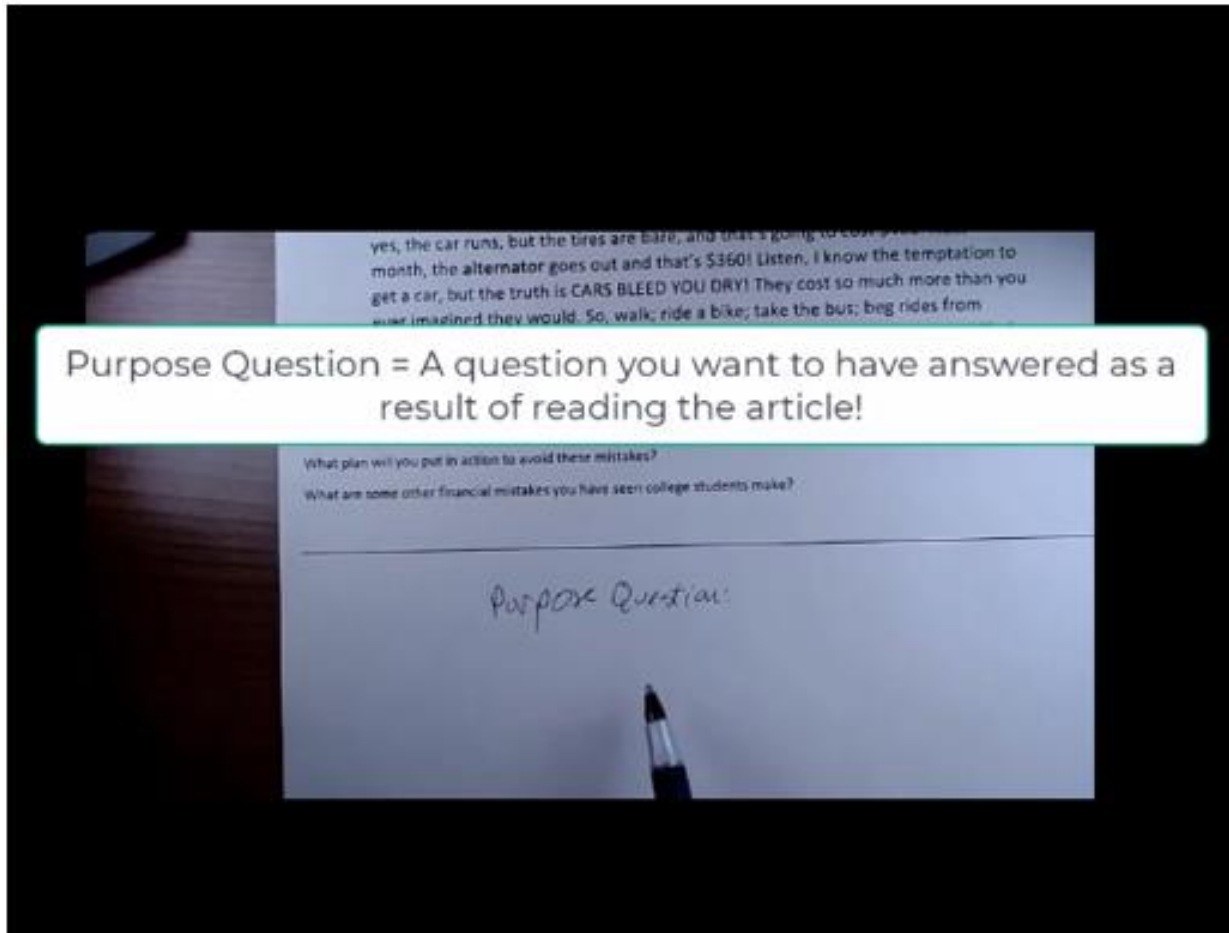 yes, the car runs, but the tires are bare, and that's going to cost
month, the alternator goes out and that's $360! Listen, I know the temptation to
get a car, but the truth is CARS BLEED YOU DRY! They cost so much more than you
ever imagined they would. So, walk; ride a bike; take the bus; beg rides from
Purpose Question = A question you want to have answered as a
result of reading the article!
What plan will you put in action to avoid these mistakes?
What are some other financial mistakes you have seen college students make?
Purpose Question: